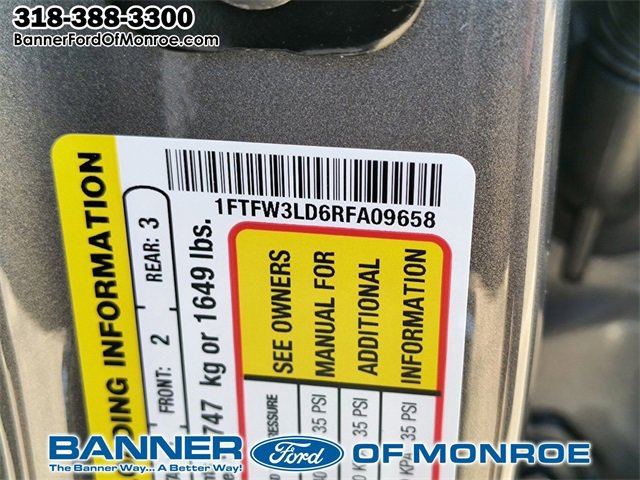 318-388-3300
BannerFordOfMonroe.com
1FTFW3LD6RFA09658
DING INFORMATION
REAR: 3
FRONT: 2
747 kg or 1649 lbs.
SEE OWNERS
MANUAL FOR
ADDITIONAL
INFORMATION
35 PSI
35 PSI
KPA 35 PSI
BANNER Ford OF MONROE
The Banner Way... A Better Way!